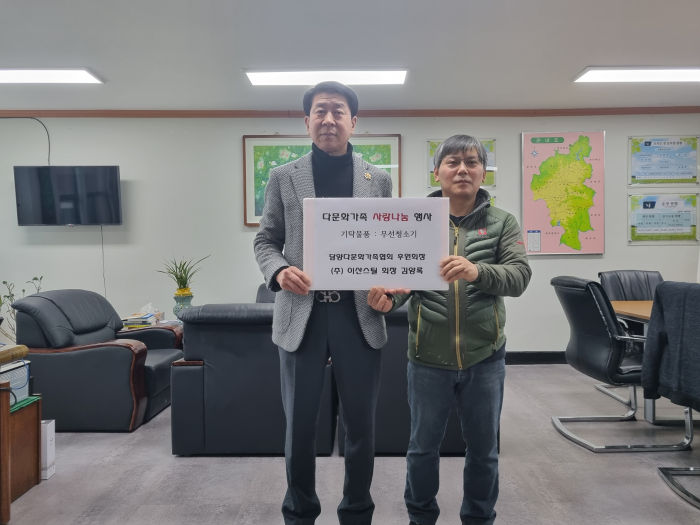 다문화가족 사랑나눔 행사
기탁물품 : 무선청소기
담양다문화가족협회 후원회장
(주) 이산스틸 회장 김양록